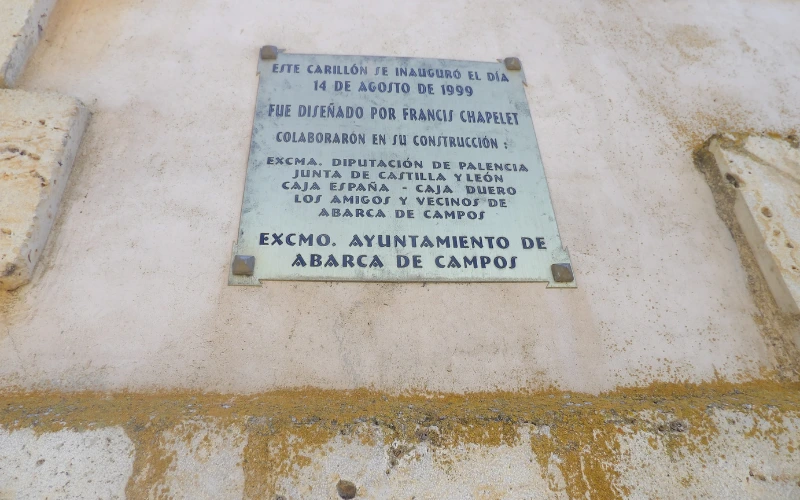 ESTE CARILLÓN SE INAUGURÓ EL DÍA
14 DE AGOSTO DE 1999
FUE DISEÑADO POR FRANCIS CHAPELET
COLABORARÓN EN SU CONSTRUCCIÓN :
EXCMA. DIPUTACIÓN DE PALENCIA
JUNTA DE CASTILLA Y LEÓN
CAJA ESPAÑA - CAJA DUERO
LOS AMIGOS Y VECINOS DE
ABARCA DE CAMPOS
EXCMO. AYUNTAMIENTO DE
ABARCA DE CAMPOS